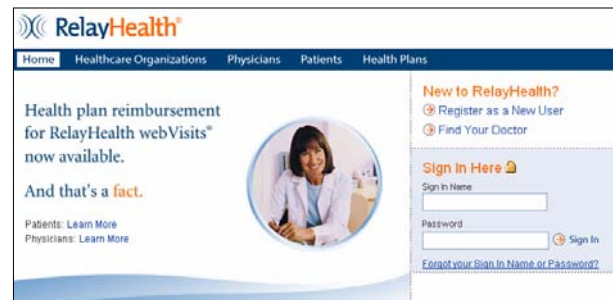 RelayHealth®
Home Healthcare Organizations Physicians Patients Health Plans
Health plan reimbursement
for RelayHealth webVisits®
now available.
And that's a fact.
Patients: Learn More
Physicians: Learn More
New to RelayHealth?
Register as a New User
Find Your Doctor
Sign In Here
Sign In Name
Password
Sign In
Forgot your Sign In Name or Password?